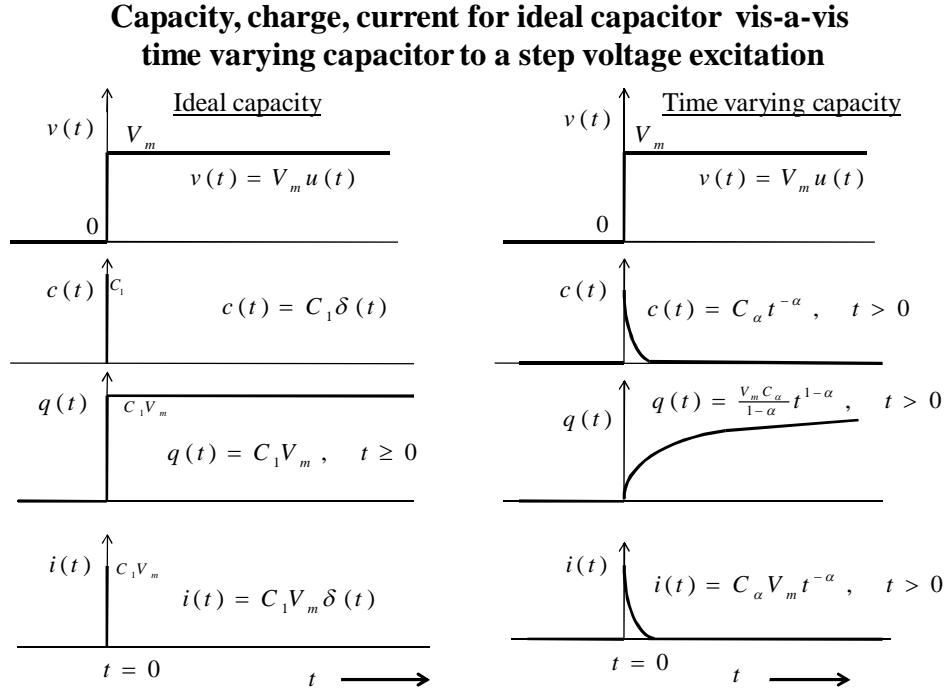 Capacity, charge, current for ideal capacitor vis-a-vis
time varying capacitor to a step voltage excitation
Ideal capacity
v(t)
V_m
v(t) = V_m u(t)
0
c(t)
C_1
c(t) = C_1 δ(t)
q(t)
C_1 V_m
q(t) = C_1 V_m , t ≥ 0
i(t)
C_1 V_m
i(t) = C_1 V_m δ(t)
t = 0
t
Time varying capacity
v(t)
V_m
v(t) = V_m u(t)
0
c(t)
c(t) = C_α t^{-α} , t > 0
q(t)
q(t) = \frac{V_m C_α}{1-α} t^{1-α} , t > 0
i(t)
i(t) = C_α V_m t^{-α} , t > 0
t = 0
t